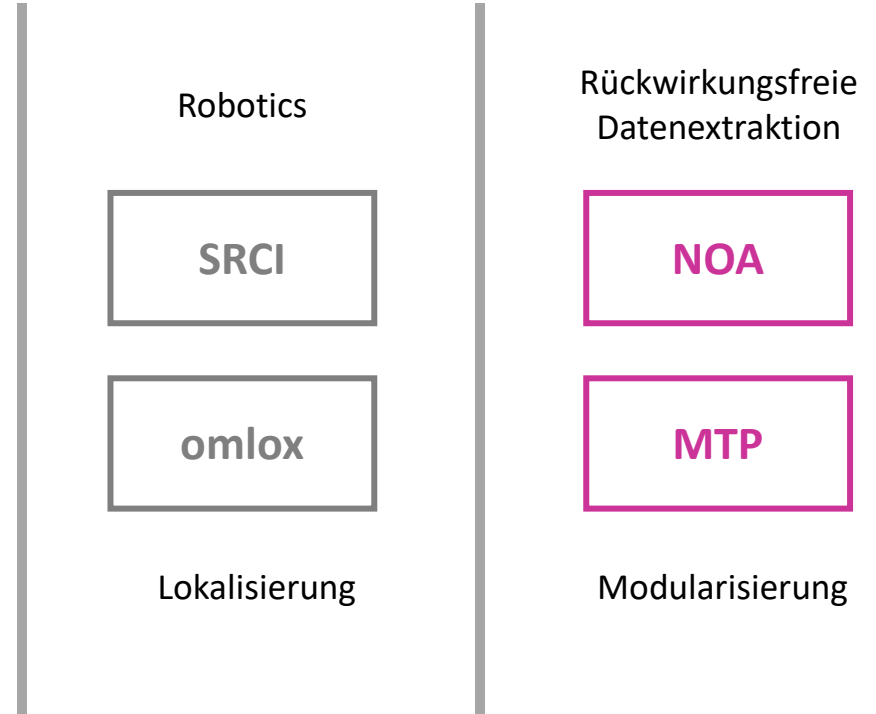 Robotics
SRCI
omlox
Lokalisierung
Rückwirkungsfreie
Datenextraktion
NOA
MTP
Modularisierung